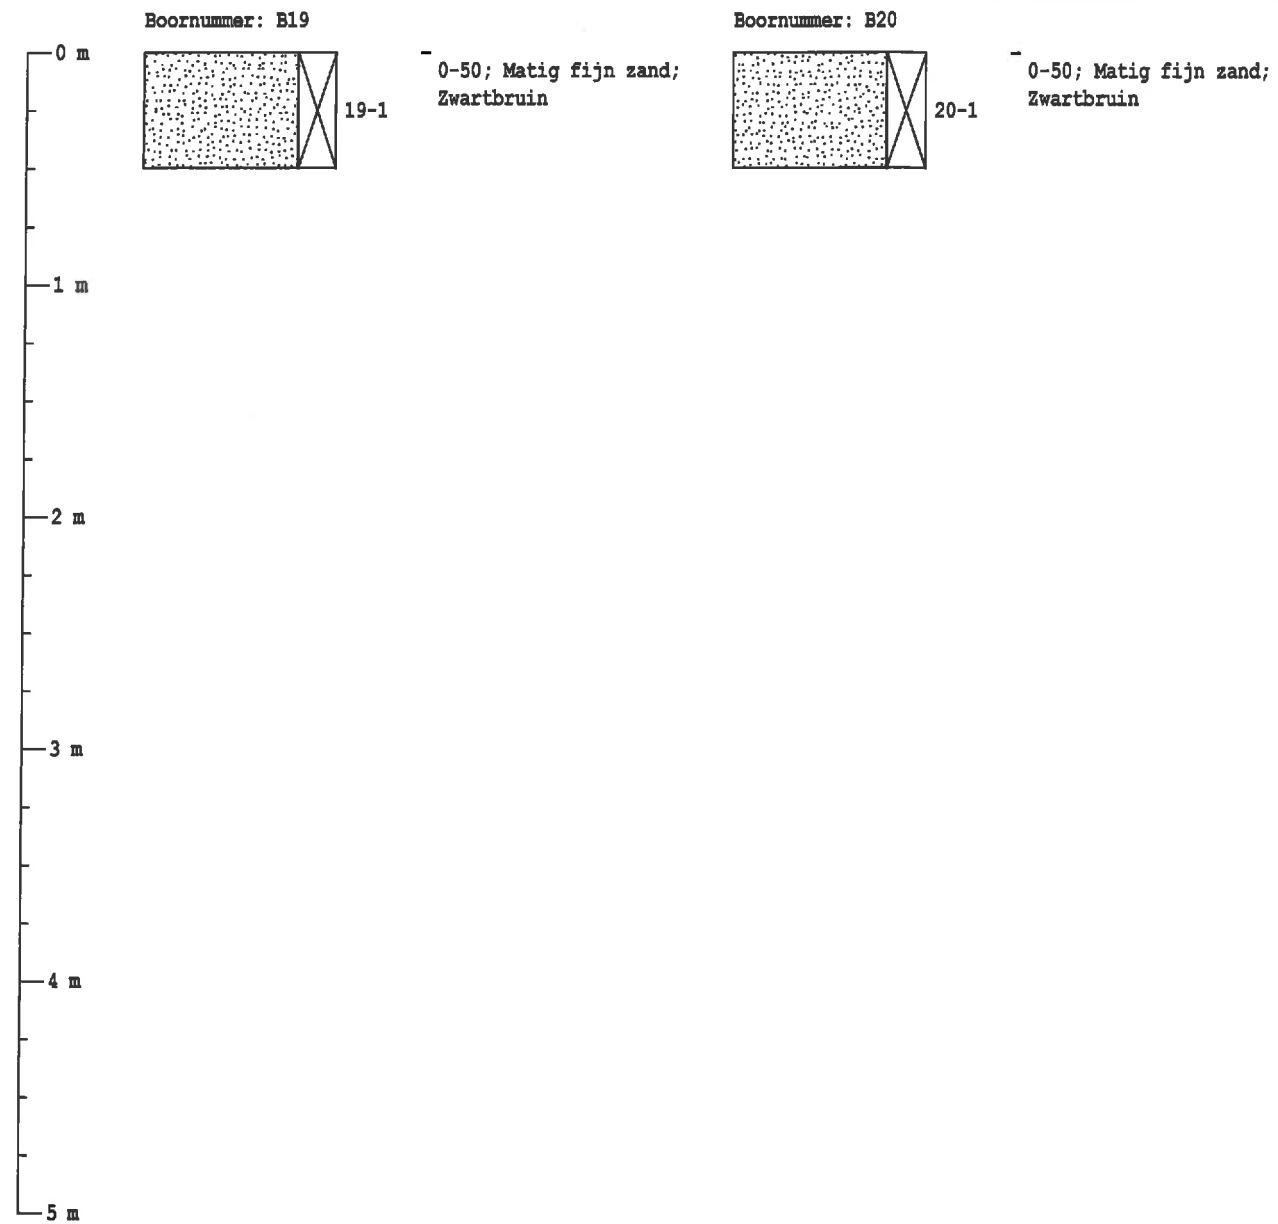 Boornummer: B19
Boornummer: B20
0 m
0-50; Matig fijn zand;
Zwartbruin
19-1
0-50; Matig fijn zand;
Zwartbruin
20-1
1 m
2 m
3 m
4 m
5 m